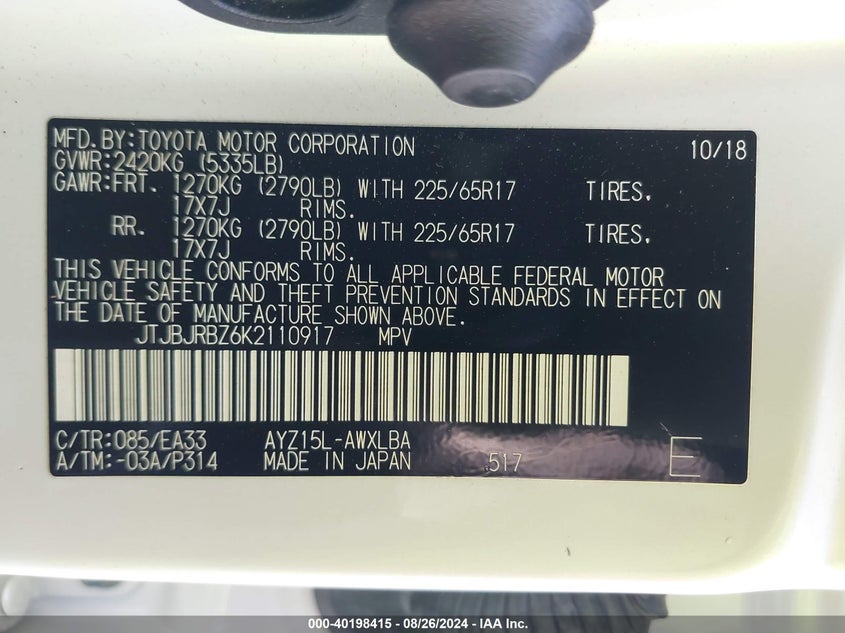 MFD.BY:TOYOTA MOTOR CORPORATION 10/18
GVWR:2420KG (5335LB)
GAWR:FRT. 1270KG (2790LB) WITH 225/65R17 TIRES,
17X7J RIMS.
RR. 1270KG (2790LB) WITH 225/65R17 TIRES,
17X7J RIMS.
THIS VEHICLE CONFORMS TO ALL APPLICABLE FEDERAL MOTOR
VEHICLE SAFETY AND THEFT PREVENTION STANDARDS IN EFFECT ON
THE DATE OF MANUFACTURE SHOWN ABOVE.
JTJBJRBZ6K2110917 MPV
C/TR:085/EA33 AYZ15L-AWXLBA
A/TM:-03A/P314 MADE IN JAPAN 517 E
000-40198415 - 08/26/2024 - IAA Inc.